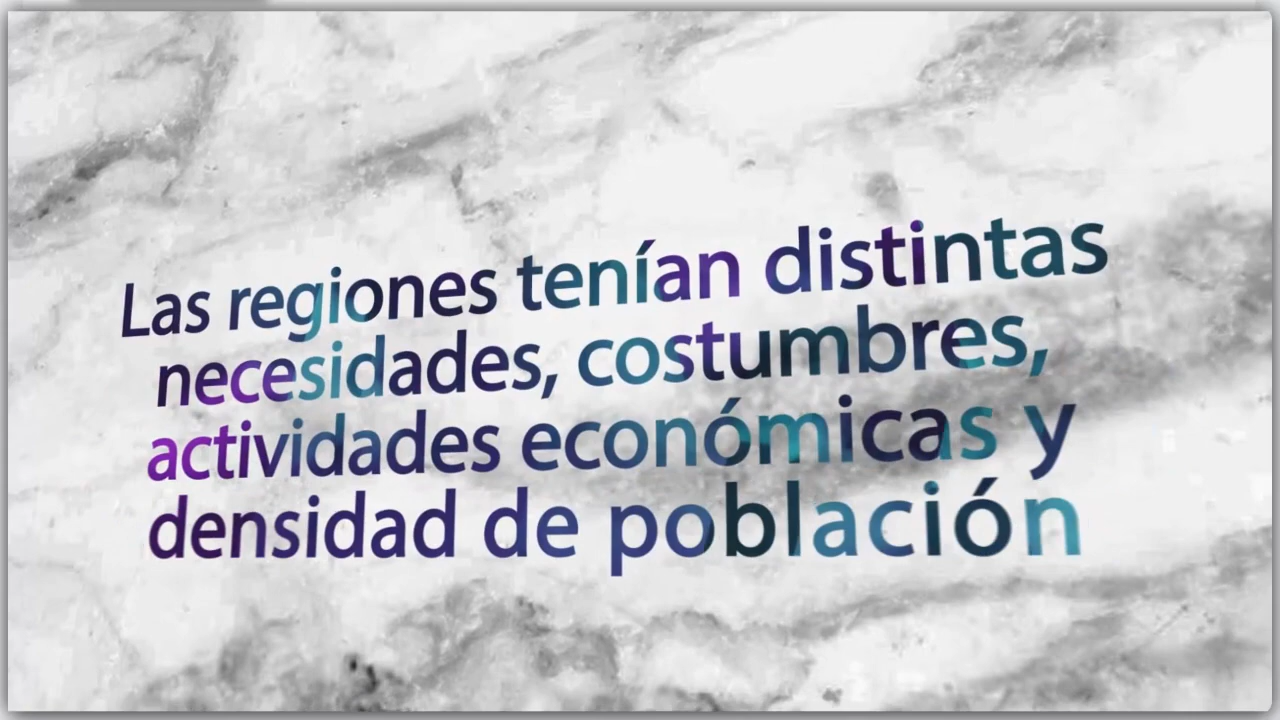 Las regiones tenían distintas
necesidades, costumbres,
actividades económicas y
densidad de población